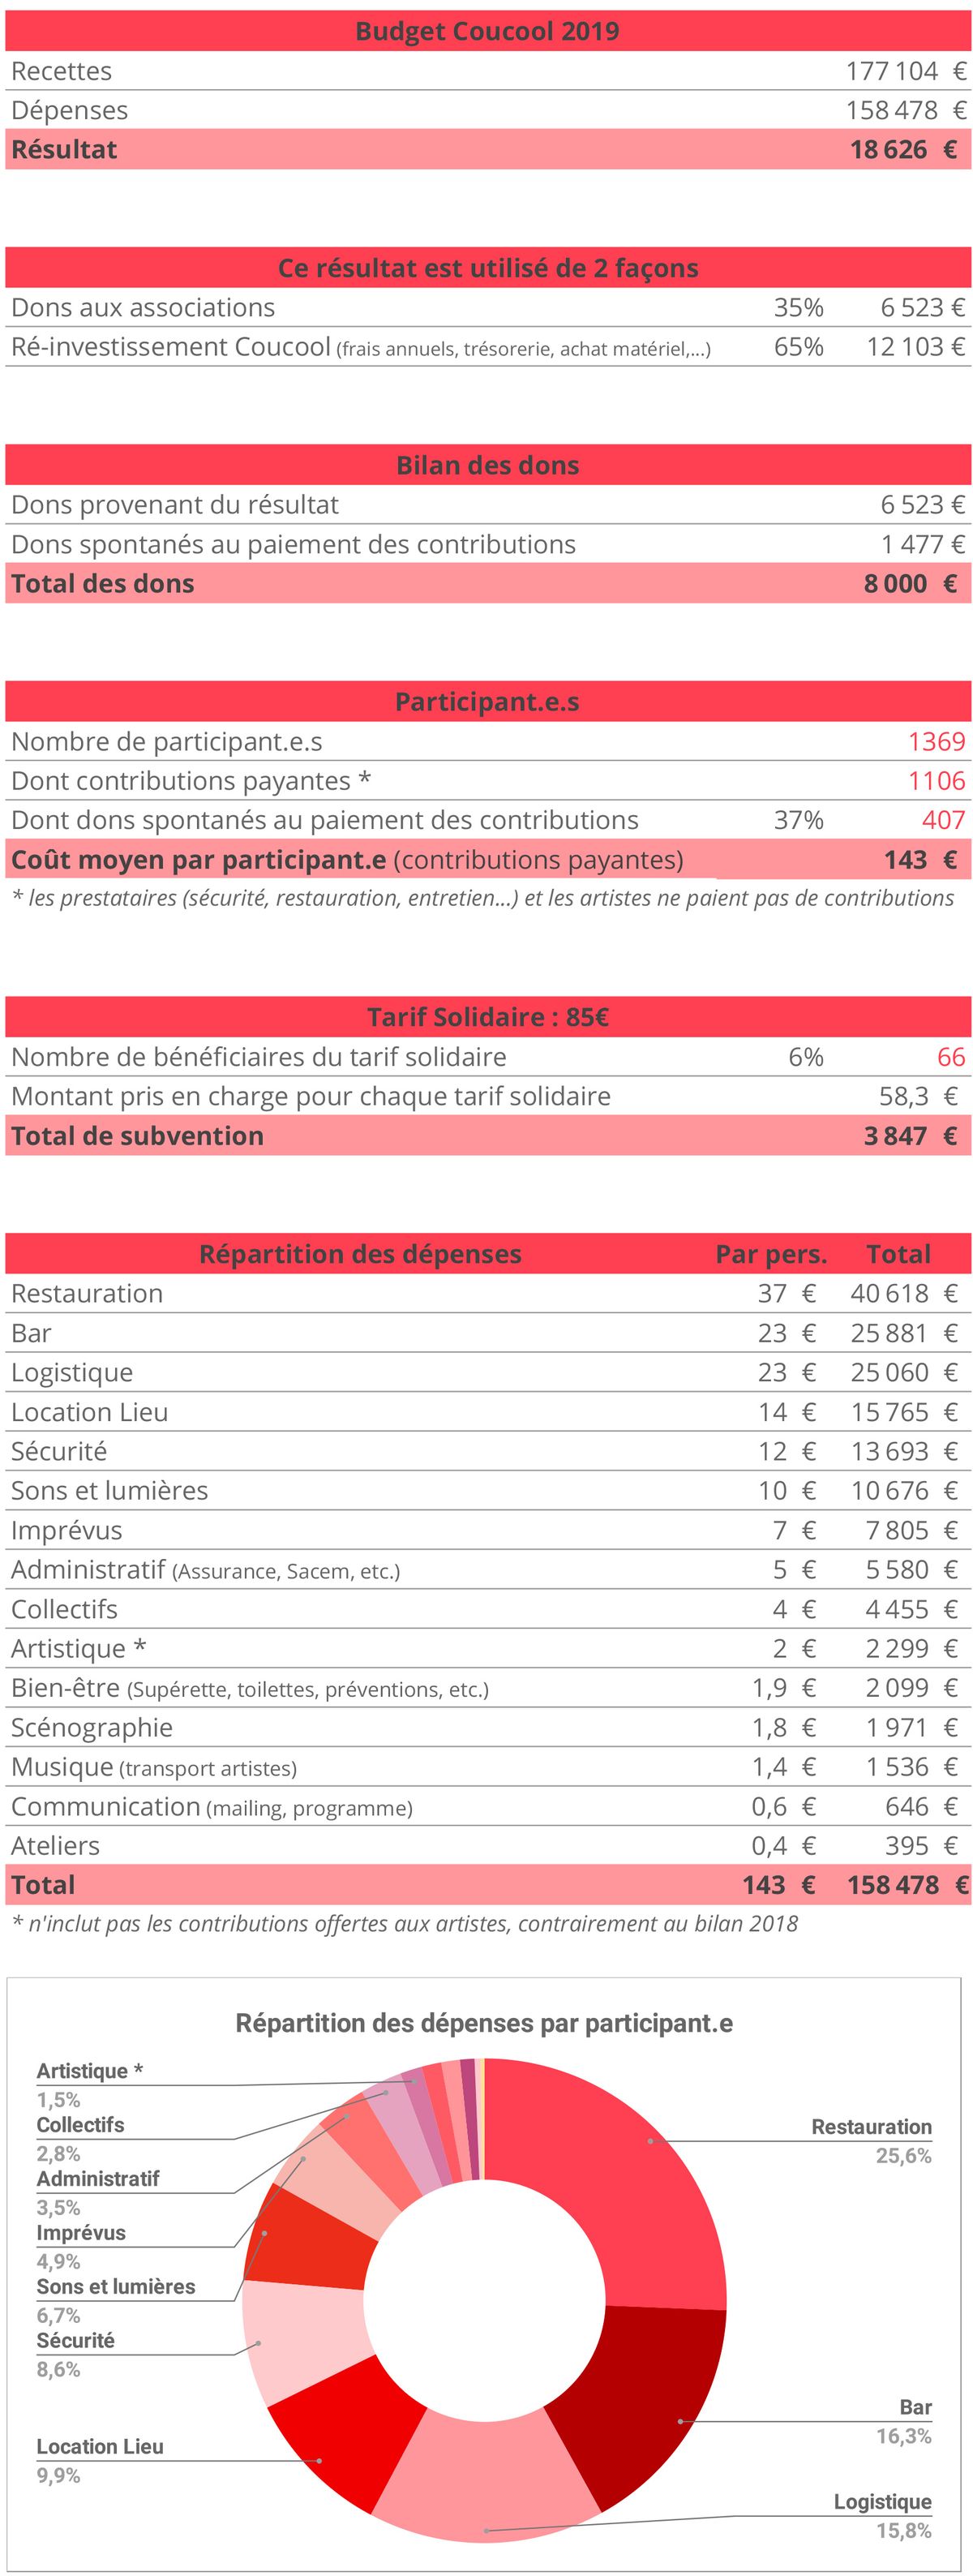 Budget Coucool 2019
Recettes 177 104 €
Dépenses 158 478 €
Résultat 18 626 €
Ce résultat est utilisé de 2 façons
Dons aux associations 35% 6 523 €
Ré-investissement Coucool (frais annuels, trésorerie, achat matériel,...) 65% 12 103 €
Bilan des dons
Dons provenant du résultat 6 523 €
Dons spontanés au paiement des contributions 1 477 €
Total des dons 8 000 €
Participant.e.s
Nombre de participant.e.s 1369
Dont contributions payantes * 1106
Dont dons spontanés au paiement des contributions 37% 407
Coût moyen par participant.e (contributions payantes) 143 €
* les prestataires (sécurité, restauration, entretien...) et les artistes ne paient pas de contributions
Tarif Solidaire : 85€
Nombre de bénéficiaires du tarif solidaire 6% 66
Montant pris en charge pour chaque tarif solidaire 58,3 €
Total de subvention 3 847 €
Répartition des dépenses Par pers. Total
Restauration 37 € 40 618 €
Bar 23 € 25 881 €
Logistique 23 € 25 060 €
Location Lieu 14 € 15 765 €
Sécurité 12 € 13 693 €
Sons et lumières 10 € 10 676 €
Imprévus 7 € 7 805 €
Administratif (Assurance, Sacem, etc.) 5 € 5 580 €
Collectifs 4 € 4 455 €
Artistique * 2 € 2 299 €
Bien-être (Supérette, toilettes, préventions, etc.) 1,9 € 2 099 €
Scénographie 1,8 € 1 971 €
Musique (transport artistes) 1,4 € 1 536 €
Communication (mailing, programme) 0,6 € 646 €
Ateliers 0,4 € 395 €
Total 143 € 158 478 €
* n'inclut pas les contributions offertes aux artistes, contrairement au bilan 2018
Répartition des dépenses par participant.e
Artistique *
1,5%
Collectifs
2,8%
Administratif
3,5%
Imprévus
4,9%
Sons et lumières
6,7%
Sécurité
8,6%
Location Lieu
9,9%
Restauration
25,6%
Bar
16,3%
Logistique
15,8%